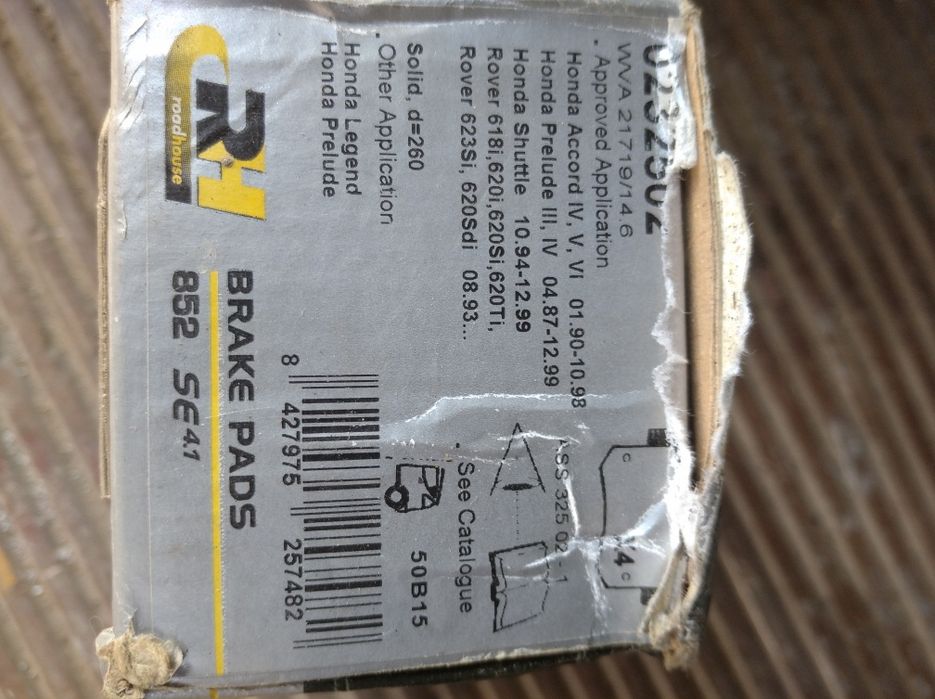 0232502
WVA 21719/14.6
. Approved Application
Honda Accord IV, V, VI 01.90-10.98
Honda Prelude III, IV 04.87-12.99
Honda Shuttle 10.94-12.99
Rover 618i,620i,620Si,620Ti,
Rover 623Si, 620Sdi 08.93...
Solid, d=260
. Other Application
Honda Legend
Honda Prelude
C
C
. See Catalogue
50B15
8 427975 257482
RH
roadhouse
BRAKE PADS
852 SE4.1